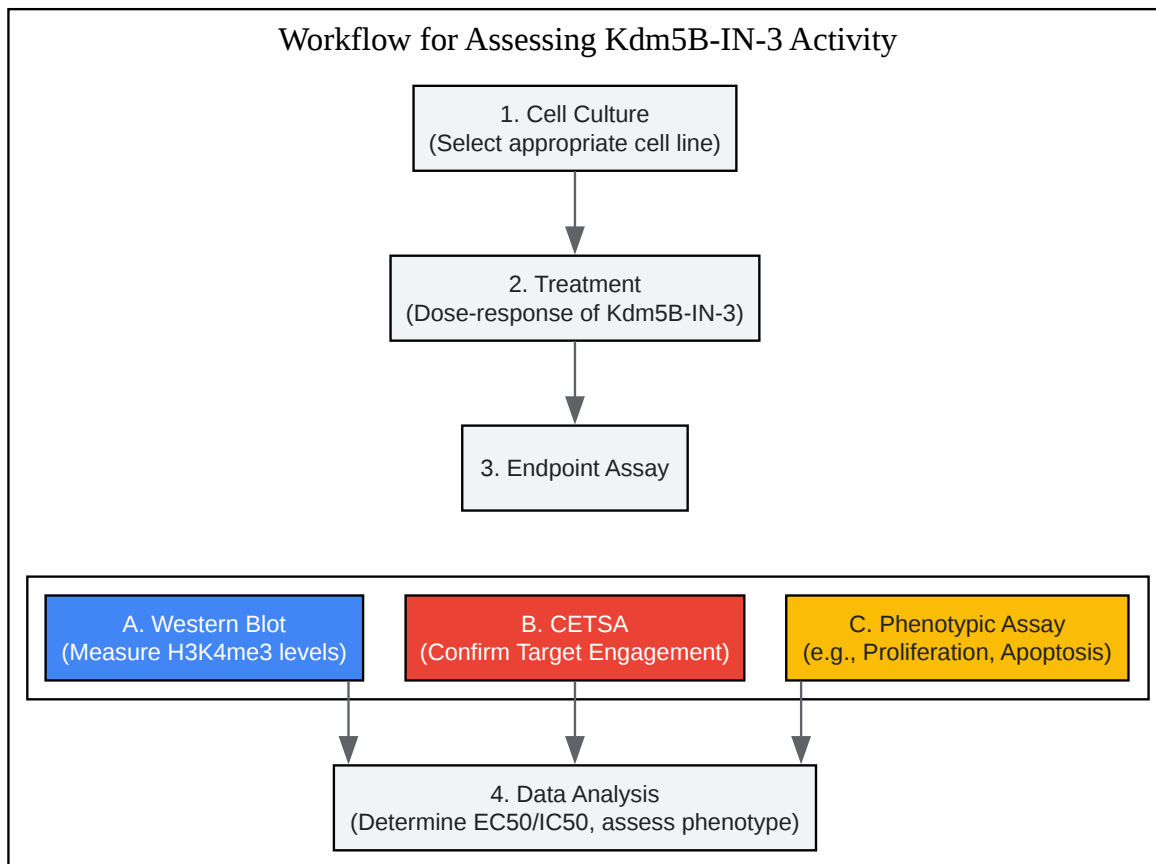 Workflow for Assessing Kdm5B-IN-3 Activity
1. Cell Culture
(Select appropriate cell line)
2. Treatment
(Dose-response of Kdm5B-IN-3)
3. Endpoint Assay
A. Western Blot
(Measure H3K4me3 levels)
B. CETSA
(Confirm Target Engagement)
C. Phenotypic Assay
(e.g., Proliferation, Apoptosis)
4. Data Analysis
(Determine EC50/IC50, assess phenotype)